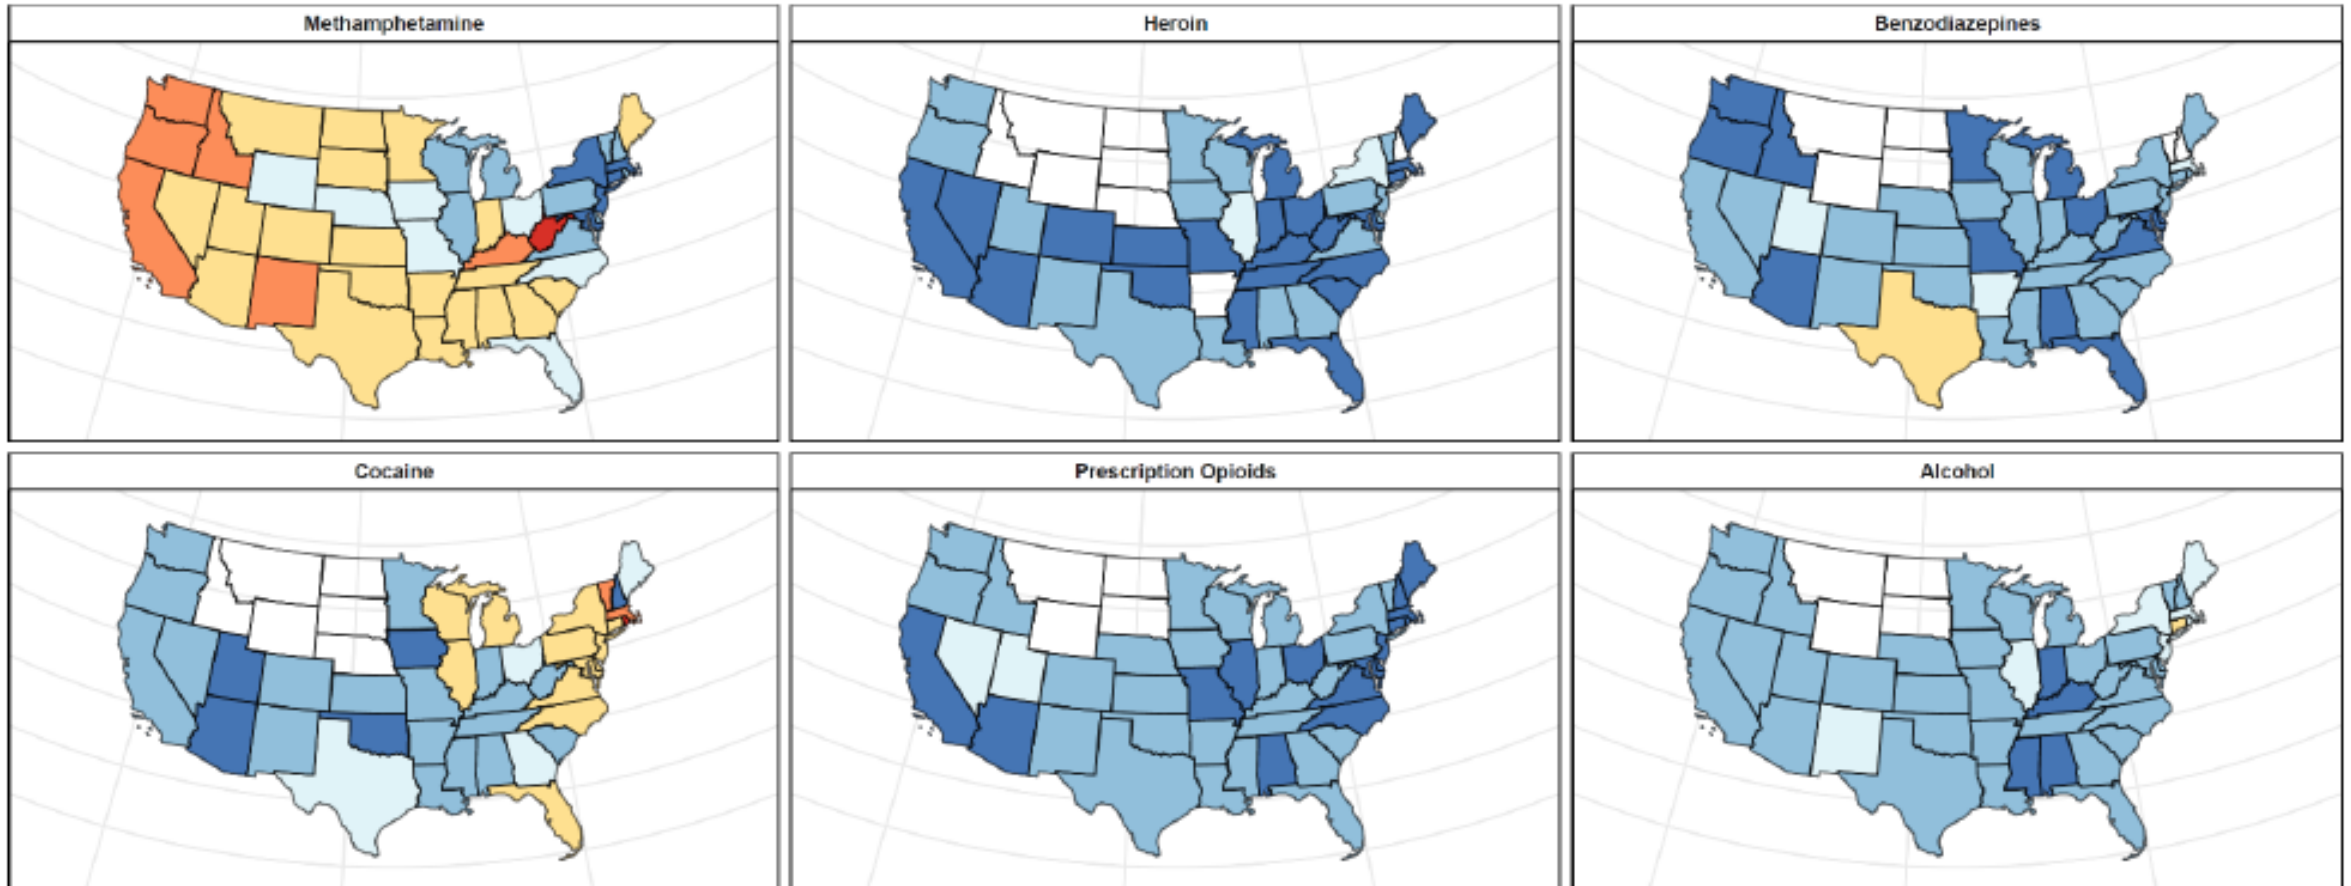 Methamphetamine
Heroin
Benzodiazepines
Cocaine
Prescription Opioids
Alcohol